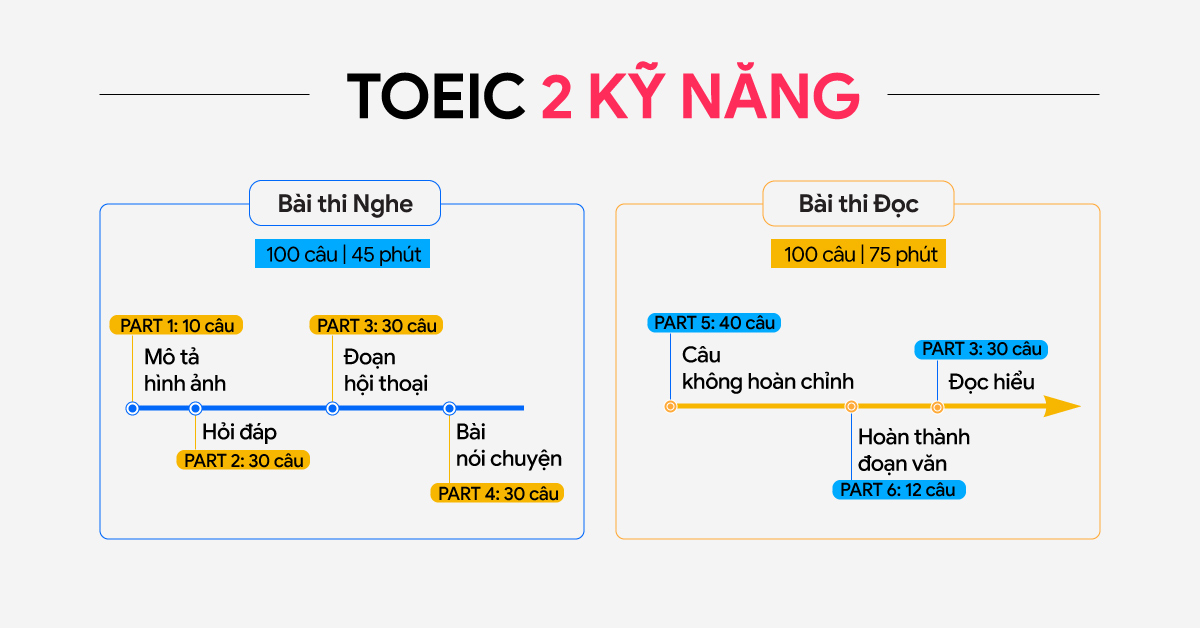 TOEIC 2 KỸ NĂNG
Bài thi Nghe
100 câu | 45 phút
PART 1: 10 câu
Mô tả
hình ảnh
Hỏi đáp
PART 2: 30 câu
PART 3: 30 câu
Đoạn
hội thoại
Bài
nói chuyện
PART 4: 30 câu
Bài thi Đọc
100 câu | 75 phút
PART 5: 40 câu
Câu
không hoàn chỉnh
Hoàn thành
đoạn văn
PART 6: 12 câu
PART 3: 30 câu
Đọc hiểu